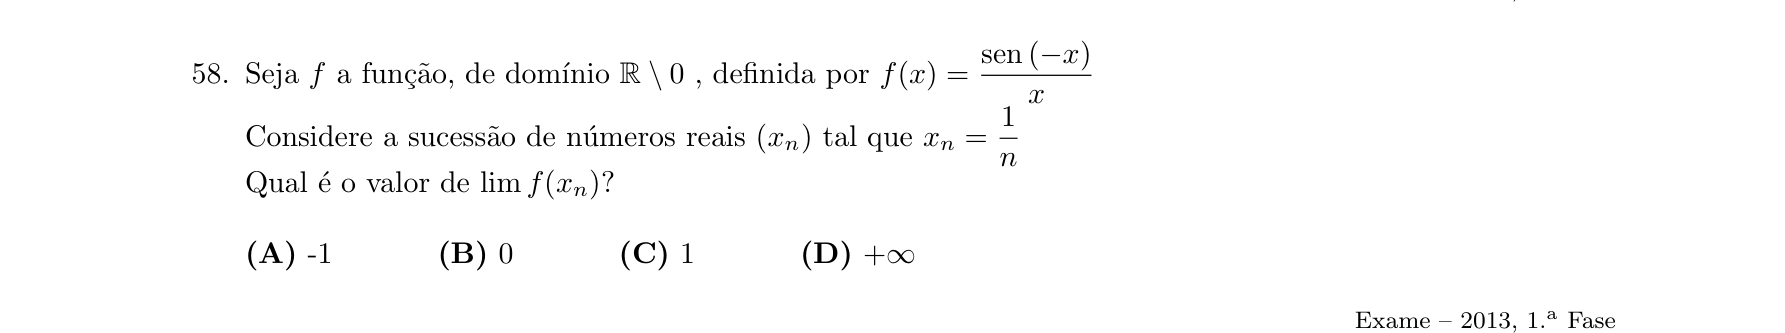 58. Seja f a função, de domínio ℝ \ 0 , definida por f(x) = sen (−x) / x
Considere a sucessão de números reais (xₙ) tal que xₙ = 1/n
Qual é o valor de lim f(xₙ)?
(A) -1 (B) 0 (C) 1 (D) +∞
Exame – 2013, 1.ª Fase